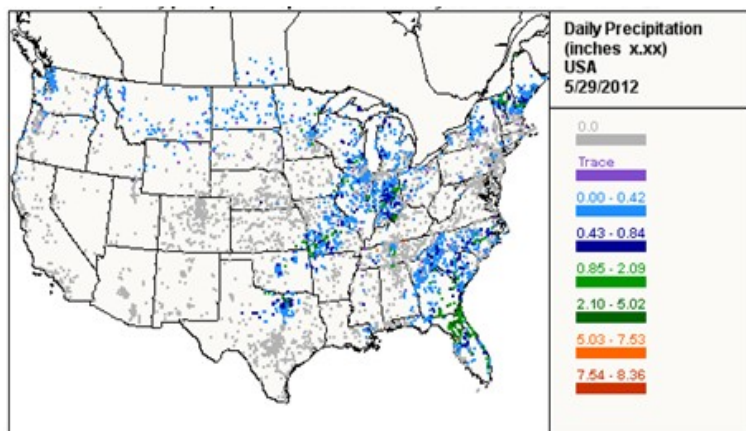 Daily Precipitation
(inches x.xx)
USA
5/29/2012
0.0
Trace
0.00 - 0.42
0.43 - 0.84
0.85 - 2.09
2.10 - 5.02
5.03 - 7.53
7.54 - 8.36